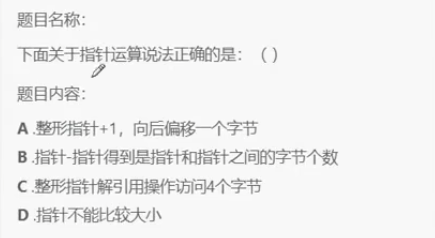 题目名称：
下面关于指针运算说法正确的是：（ ）
题目内容：
A .整形指针+1，向后偏移一个字节
B .指针-指针得到是指针和指针之间的字节个数
C .整形指针解引用操作访问4个字节
D .指针不能比较大小